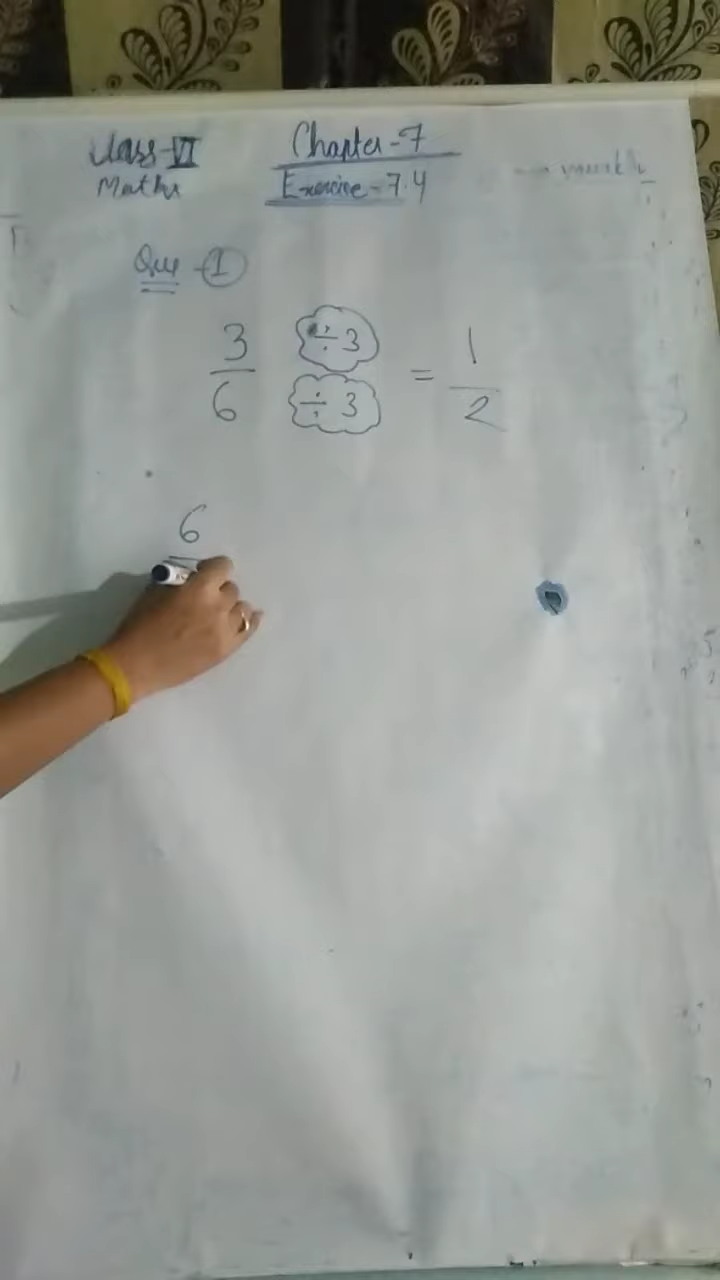 Class-VI Chapter-7
Maths Exercise-7.4
Que-1
3/6 ÷3/÷3 = 1/2
6